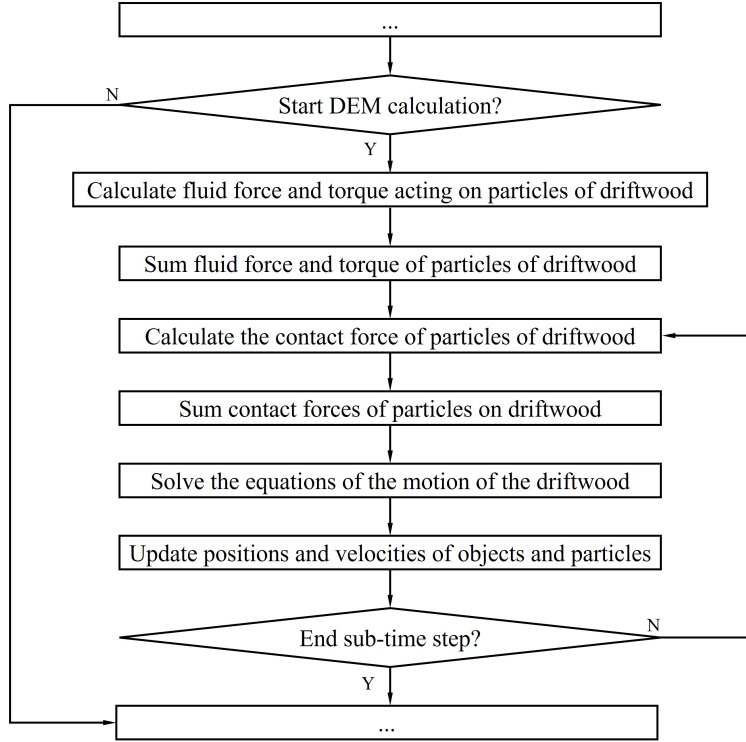 ...
Start DEM calculation?
N
Y
Calculate fluid force and torque acting on particles of driftwood
Sum fluid force and torque of particles of driftwood
Calculate the contact force of particles of driftwood
Sum contact forces of particles on driftwood
Solve the equations of the motion of the driftwood
Update positions and velocities of objects and particles
End sub-time step?
N
Y
...